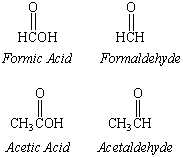 O O
HCOH HCH
Formic Acid Formaldehyde
O O
CH₃COH CH₃CH
Acetic Acid Acetaldehyde